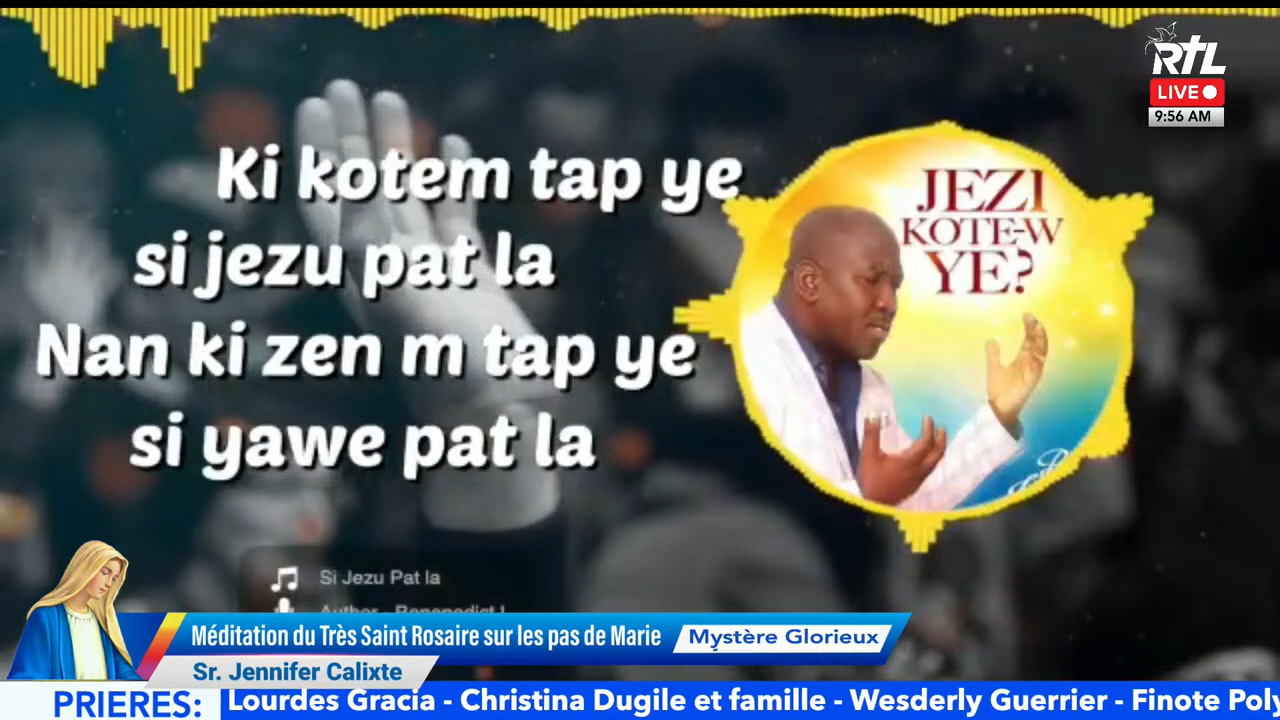 RTL
LIVE
9:56 AM
Ki kotem tap ye
si jezu pat la
Nan ki zen m tap ye
si yawe pat la
JEZI
KOTE-W
YE?
Si Jezu Pat la
Author - Benenedict L
Méditation du Très Saint Rosaire sur les pas de Marie
Mystère Glorieux
Sr. Jennifer Calixte
PRIERES: Lourdes Gracia - Christina Dugile et famille - Wesderly Guerrier - Finote Poly